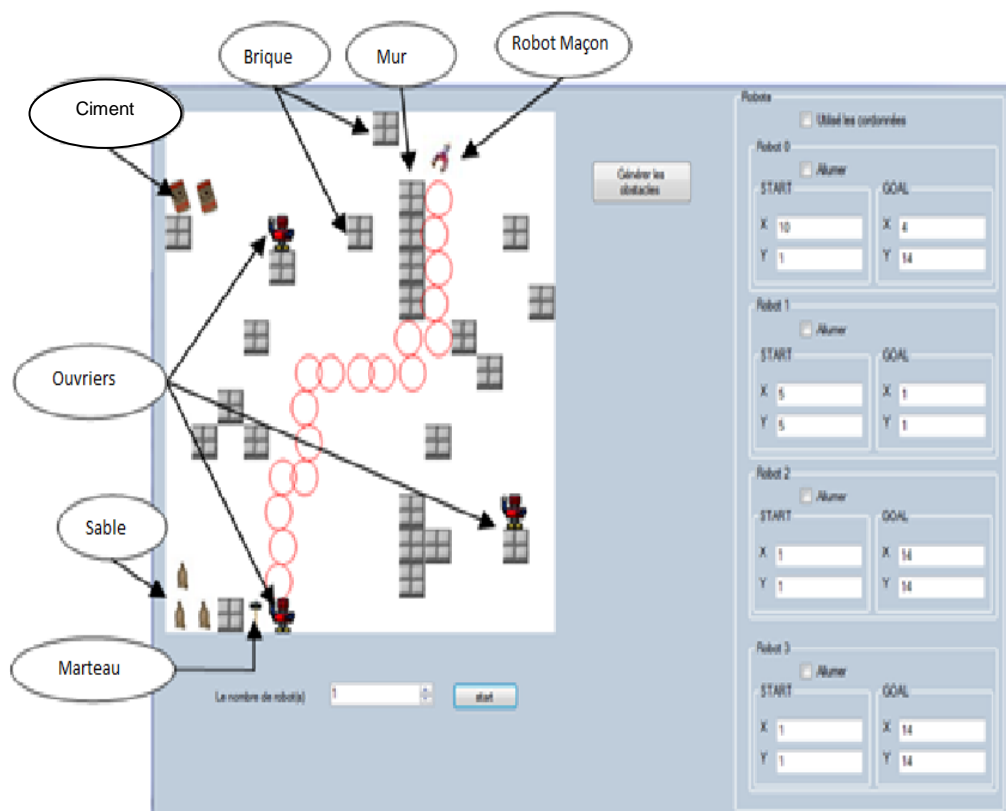 Robot Maçon
Brique
Mur
Ciment
Robots
Utilisé les cordonnées
Robot 0
Allumer
Générer les
obstacles
START
GOAL
X 10
X 4
Y 1
Y 14
Robot 1
Allumer
START
GOAL
X 5
X 1
Y 5
Y 1
Ouvriers
Robot 2
Allumer
START
GOAL
X 1
X 14
Y 1
Y 14
Sable
Robot 3
Allumer
START
GOAL
X 1
X 14
Y 1
Y 14
Marteau
Le nombre de robot(s)
1
start